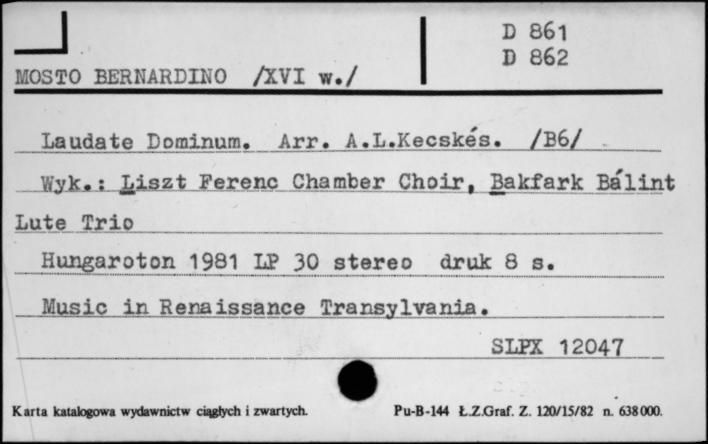 D 861
D 862
MOSTO BERNARDINO /XVI w./
Laudate Dominum. Arr. A.L.Kecskés. /B6/
Wyk.: Liszt Ferenc Chamber Choir, Bakfark Bálint
Lute Trio
Hungaroton 1981 LP 30 stereo druk 8 s.
Music in Renaissance Transylvania.
SLPX 12047
Karta katalogowa wydawnictw ciągłych i zwartych.
Pu-B-144 Ł.Z.Graf. Z. 120/15/82 n. 638000.